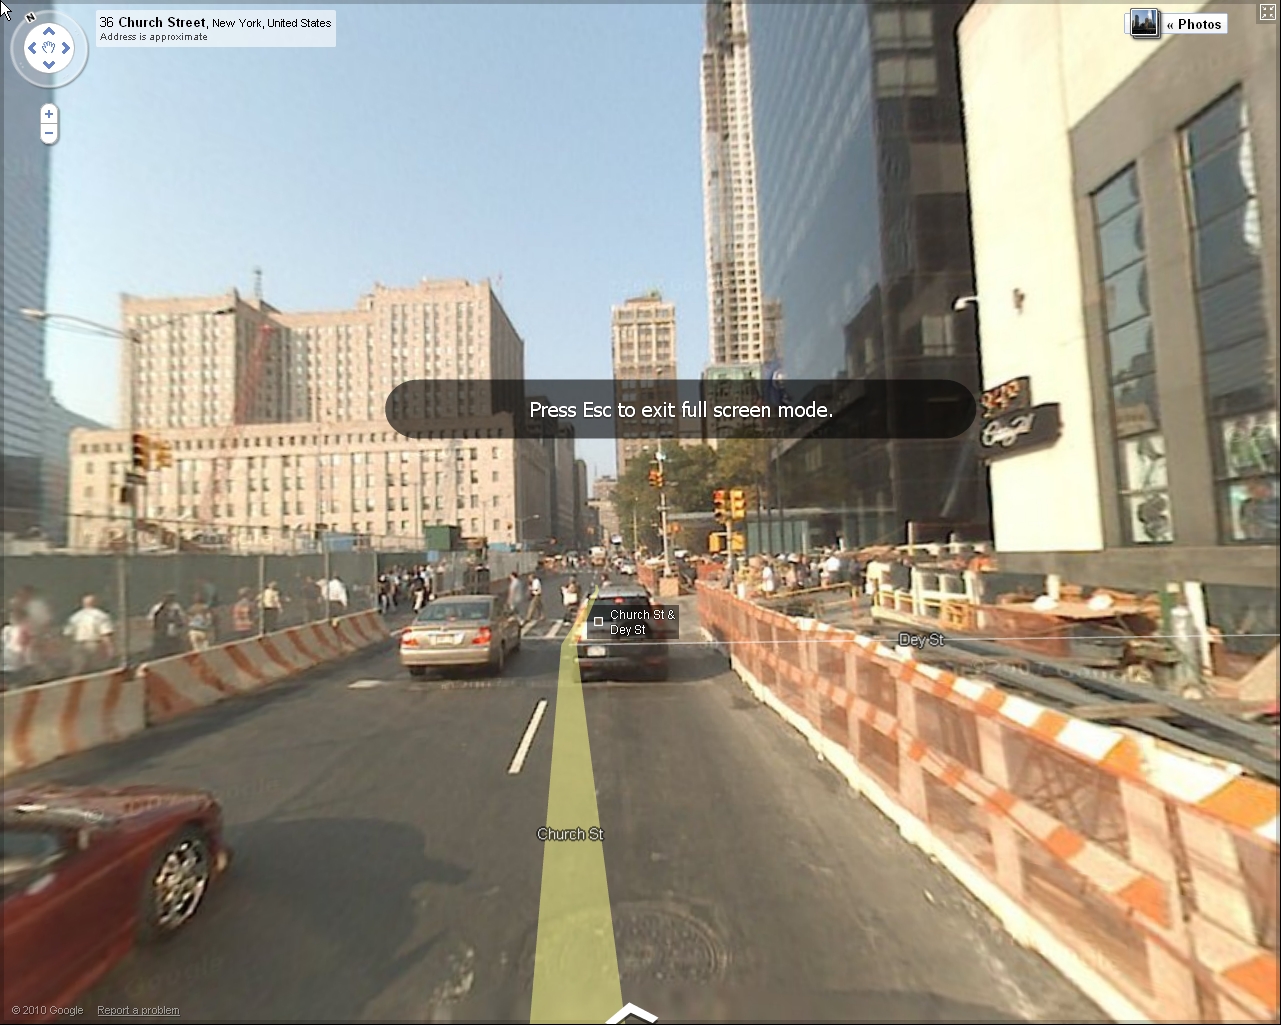 N
36 Church Street, New York, United States
Address is approximate
« Photos
Press Esc to exit full screen mode.
Church St &
Dey St
Dey St
Church St
© 2010 Google
Report a problem